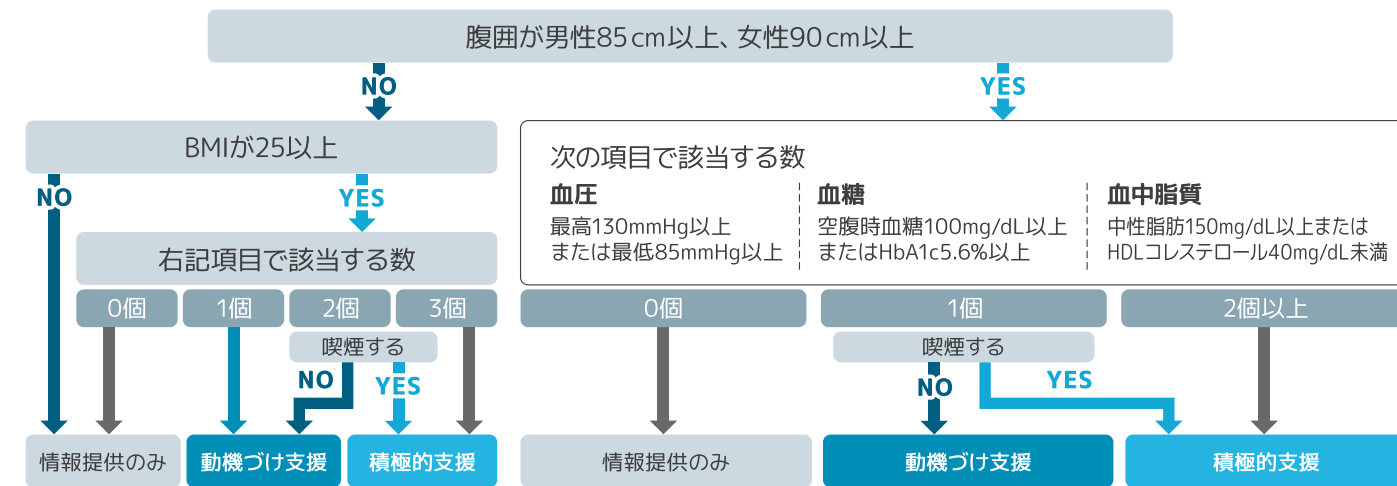 腹囲が男性85cm以上、女性90cm以上
NO
YES
BMIが25以上
NO
YES
右記項目で該当する数
0個
1個
2個
3個
喫煙する
NO
YES
情報提供のみ
動機づけ支援
積極的支援
次の項目で該当する数
血圧
最高130mmHg以上
または最低85mmHg以上
血糖
空腹時血糖100mg/dL以上
またはHbA1c5.6%以上
血中脂質
中性脂肪150mg/dL以上または
HDLコレステロール40mg/dL未満
0個
1個
2個以上
喫煙する
NO
YES
情報提供のみ
動機づけ支援
積極的支援